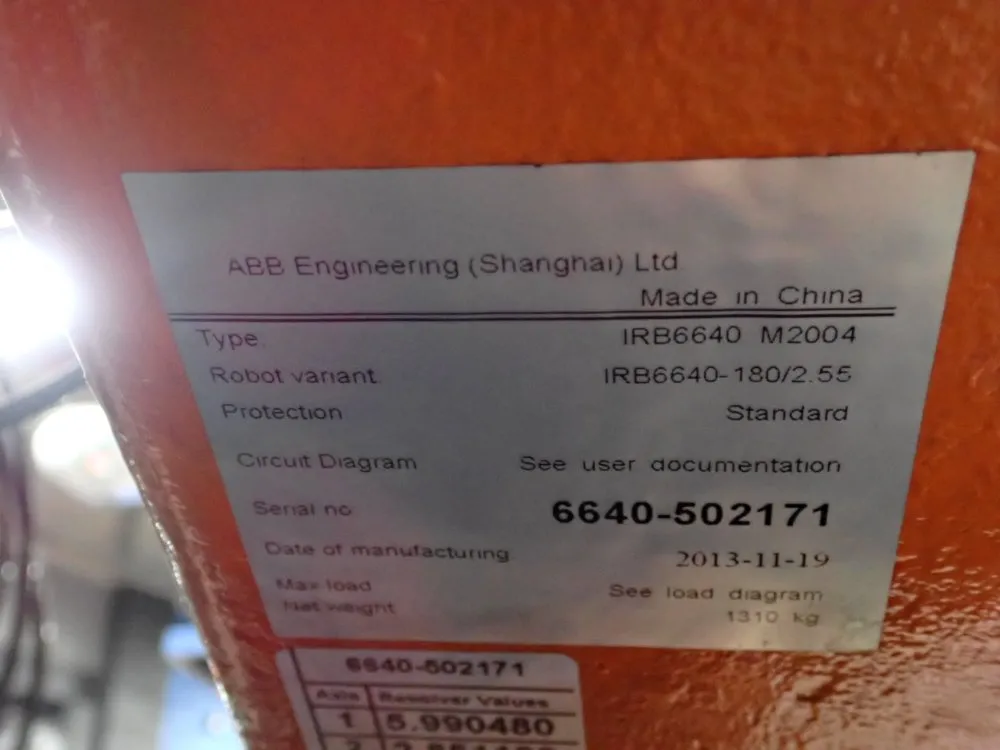 ABB Engineering (Shanghai) Ltd
Made in China
Type IRB6640 M2004
Robot variant IRB6640-180/2.55
Protection Standard
Circuit Diagram See user documentation
Serial no 6640-502171
Date of manufacturing 2013-11-19
Max load See load diagram
Net weight 1310 kg
6640-502171
Axis Resolver Values
1 5.990480
2